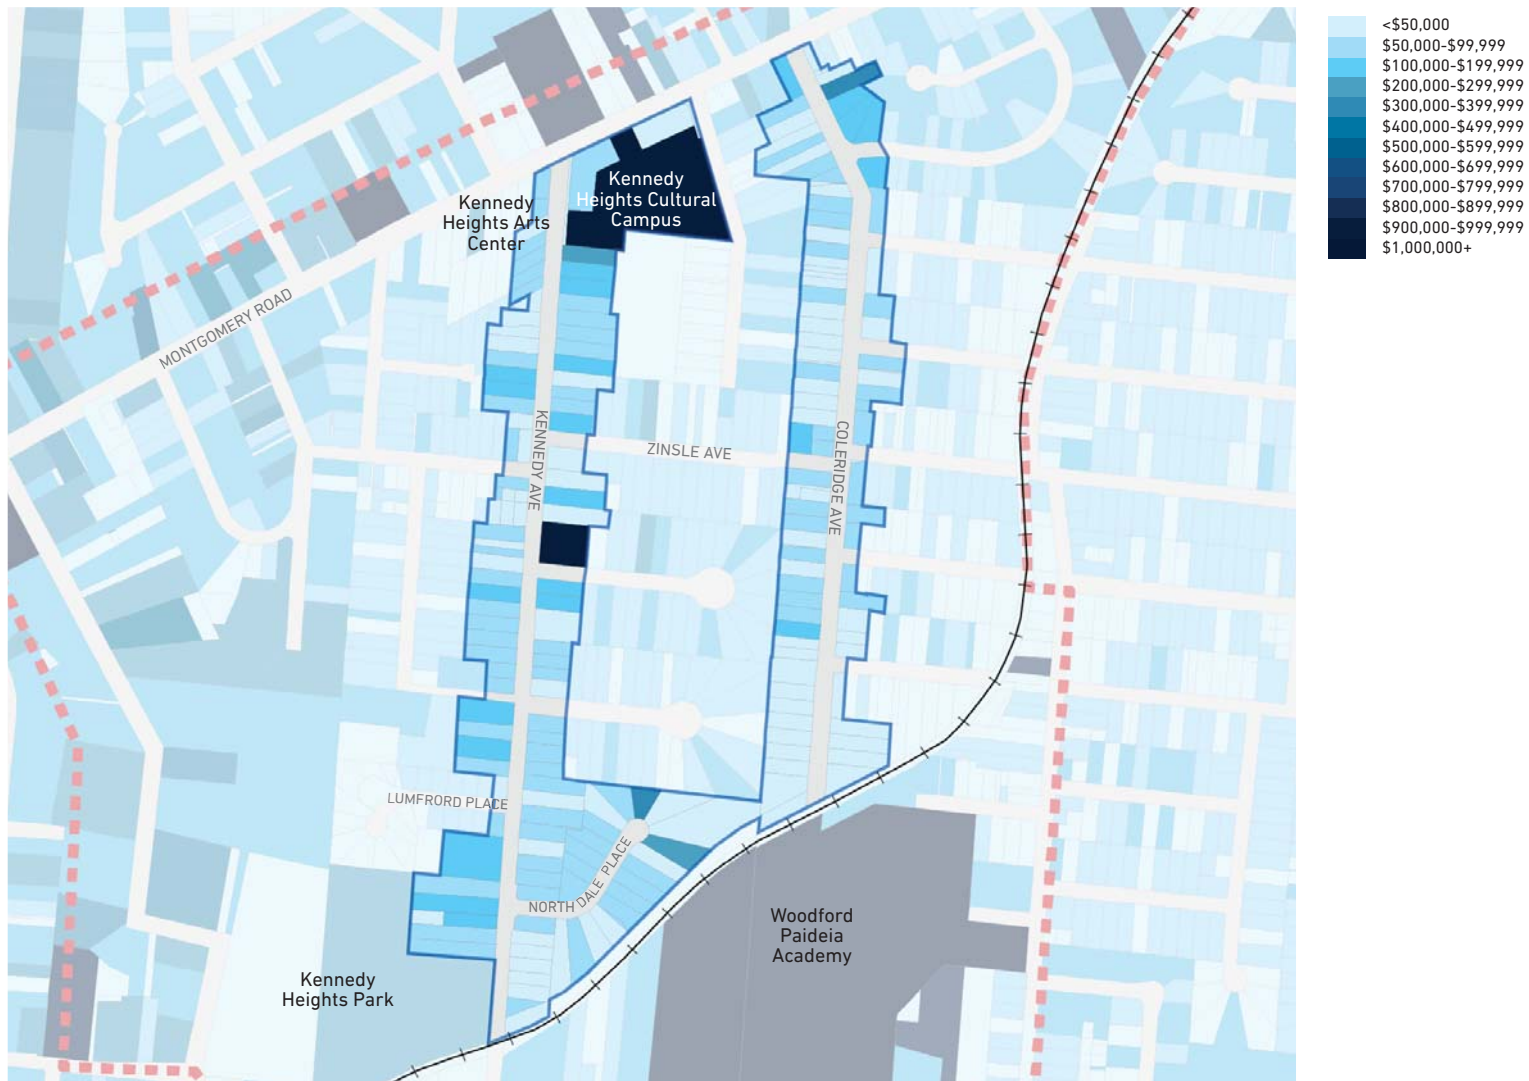 <$50,000
$50,000-$99,999
$100,000-$199,999
$200,000-$299,999
$300,000-$399,999
$400,000-$499,999
$500,000-$599,999
$600,000-$699,999
$700,000-$799,999
$800,000-$899,999
$900,000-$999,999
$1,000,000+
Kennedy
Heights Cultural
Campus
Kennedy
Heights Arts
Center
MONTGOMERY ROAD
KENNEDY AVE
ZINSLE AVE
COLERIDGE AVE
LUMFRORD PLACE
NORTH DALE PLACE
Woodford
Paideia
Academy
Kennedy
Heights Park